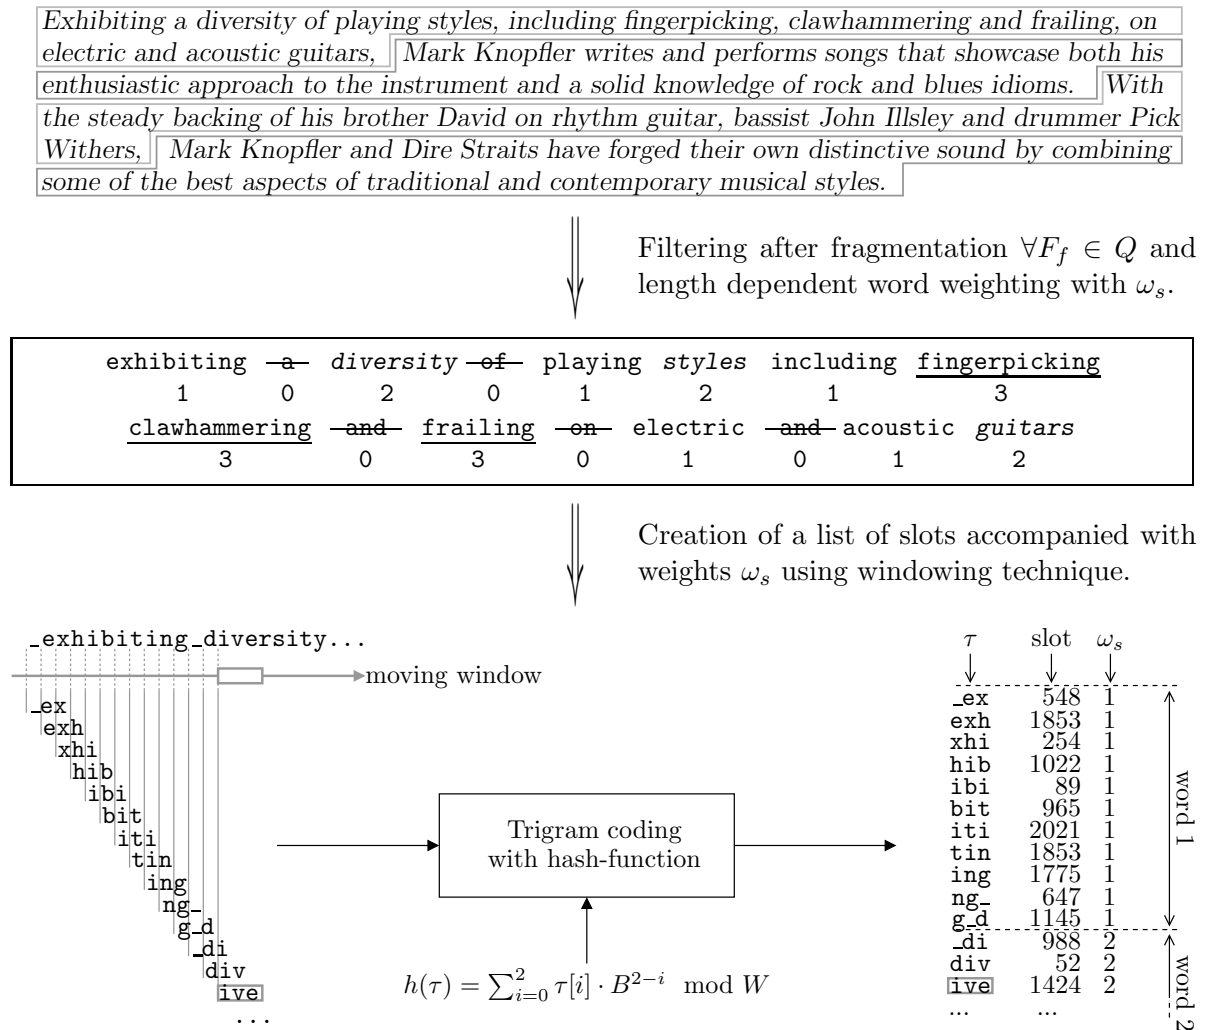 Exhibiting a diversity of playing styles, including fingerpicking, clawhammering and frailing, on
electric and acoustic guitars, Mark Knopfler writes and performs songs that showcase both his
enthusiastic approach to the instrument and a solid knowledge of rock and blues idioms. With
the steady backing of his brother David on rhythm guitar, bassist John Illsley and drummer Pick
Withers, Mark Knopfler and Dire Straits have forged their own distinctive sound by combining
some of the best aspects of traditional and contemporary musical styles.
Filtering after fragmentation ∀F_f ∈ Q and
length dependent word weighting with ω_s.
exhibiting a diversity of playing styles including fingerpicking
1 0 2 0 1 2 1 3
clawhammering and frailing on electric and acoustic guitars
3 0 3 0 1 0 1 2
Creation of a list of slots accompanied with
weights ω_s using windowing technique.
_exhibiting_diversity...
moving window
_ex
exh
xhi
hib
ibi
bit
iti
tin
ing
ng_
g_d
_di
div
ive
...
Trigram coding
with hash-function
h(τ) = ∑_{i=0}^{2} τ[i] · B^{2−i} mod W
τ slot ω_s
_ex 548 1
exh 1853 1
xhi 254 1
hib 1022 1
ibi 89 1
bit 965 1
iti 2021 1
tin 1853 1
ing 1775 1
ng_ 647 1
g_d 1145 1
_di 988 2
div 52 2
ive 1424 2
... ...
word 1
word 2